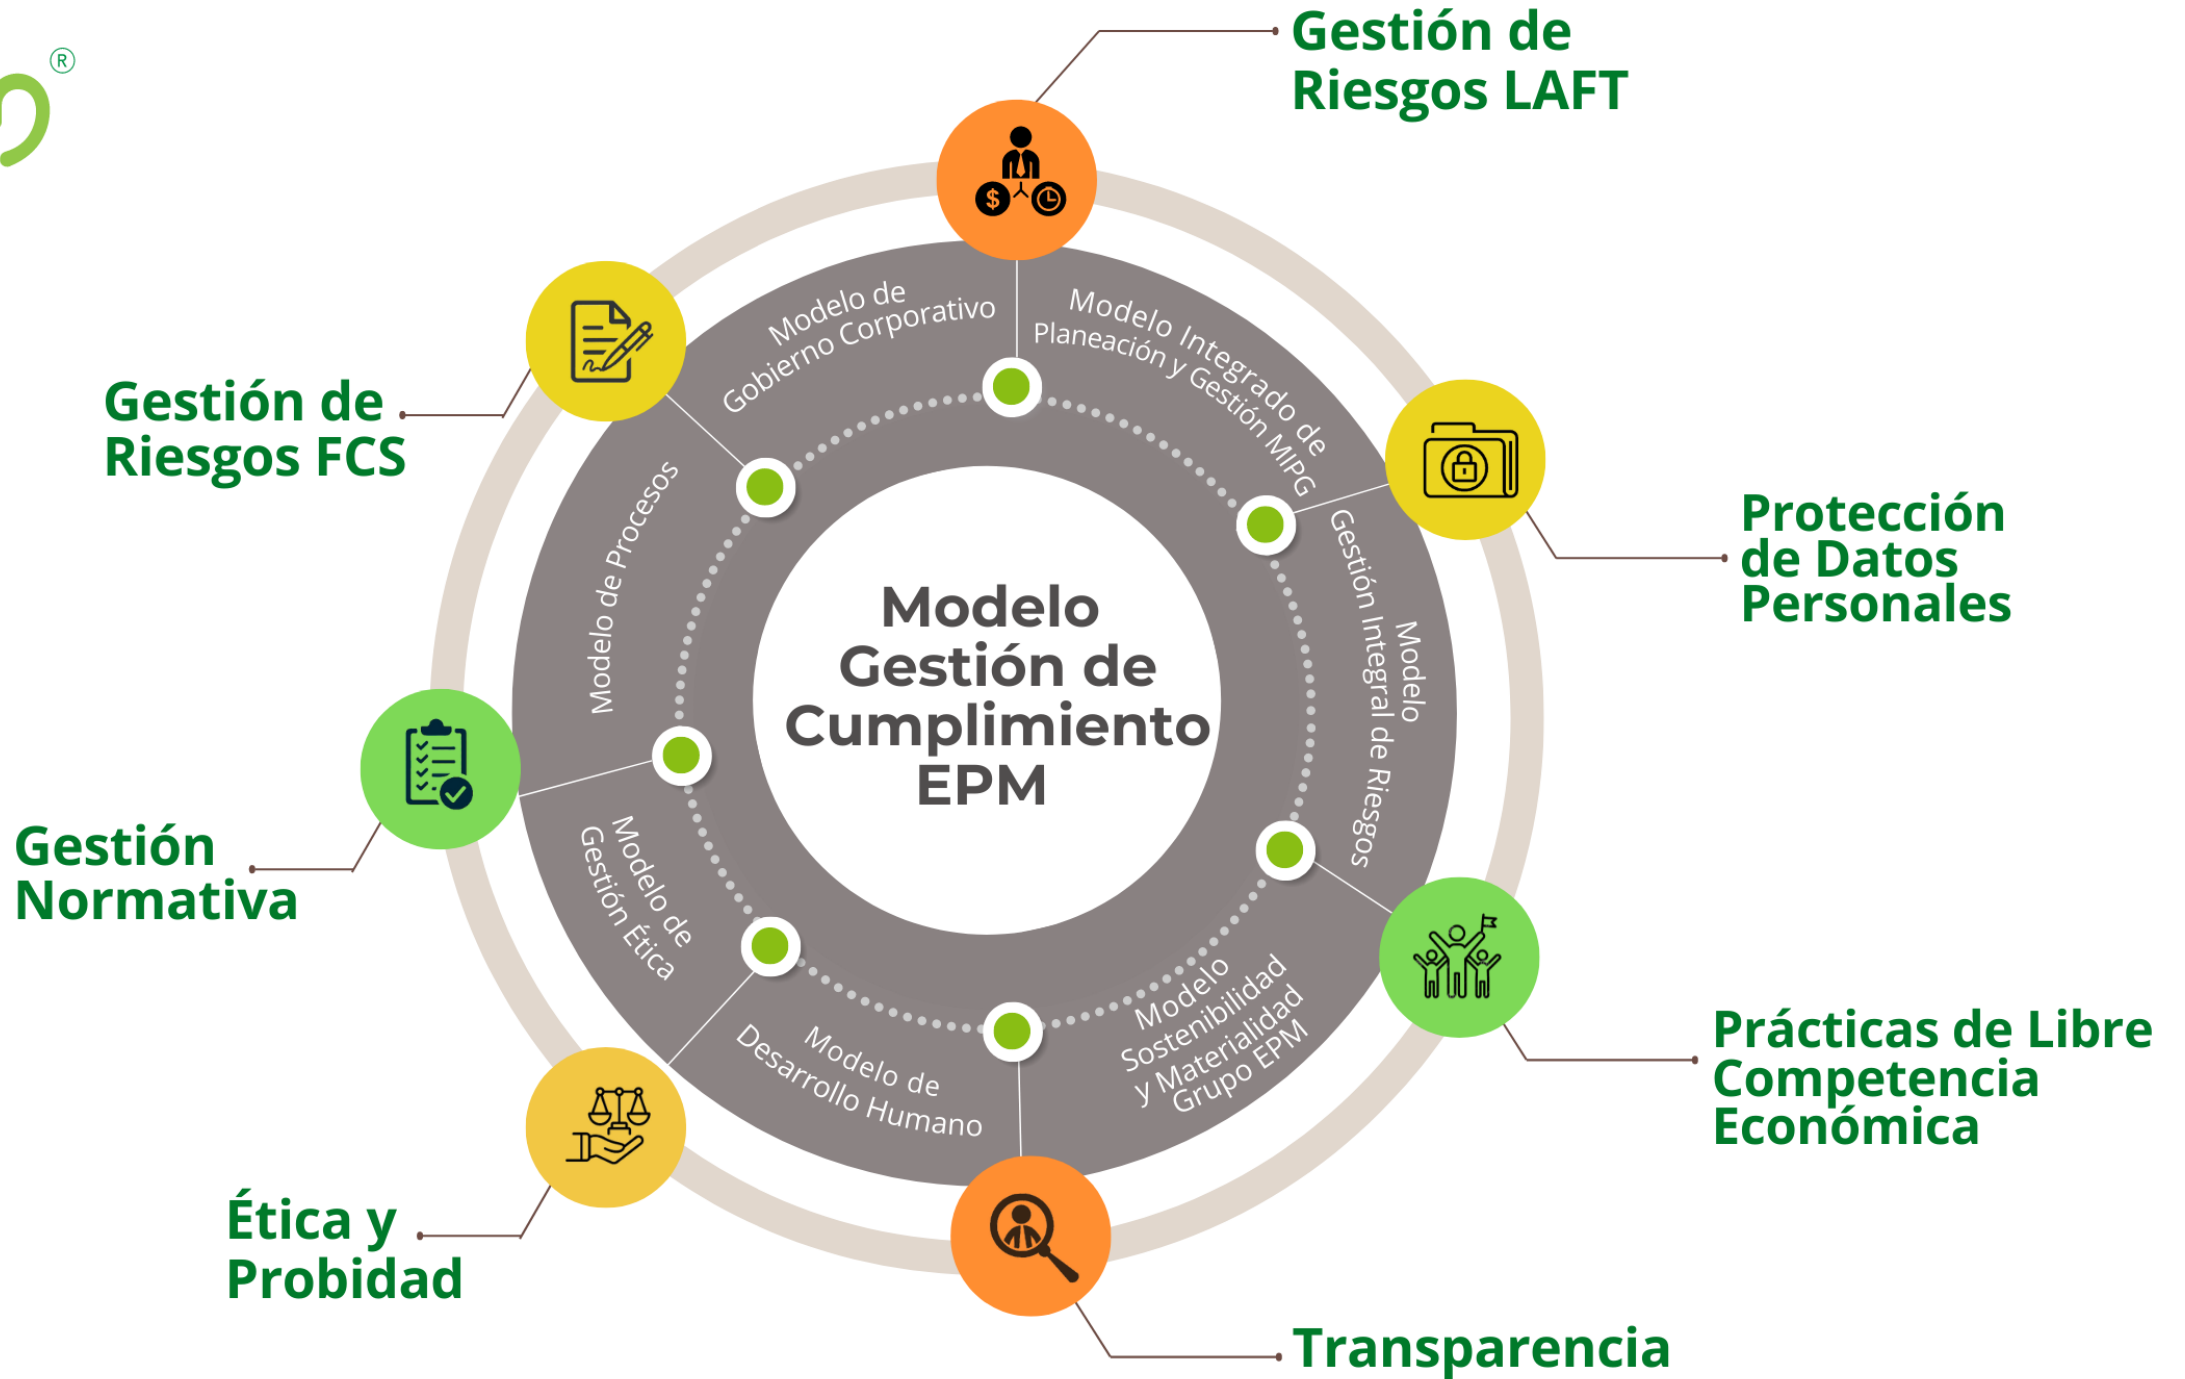 ®
Gestión de
Riesgos LAFT
Gestión de
Riesgos FCS
Protección
de Datos
Personales
Gestión
Normativa
Prácticas de Libre
Competencia
Económica
Ética y
Probidad
Transparencia
Modelo de
Gobierno Corporativo
Modelo Integrado de
Planeación y Gestión MIPG
Modelo
Gestión Integral de Riesgos
Modelo
Sostenibilidad
y Materialidad
Grupo EPM
Modelo de
Desarrollo Humano
Modelo de
Gestión Ética
Modelo de Procesos
Modelo
Gestión de
Cumplimiento
EPM
$